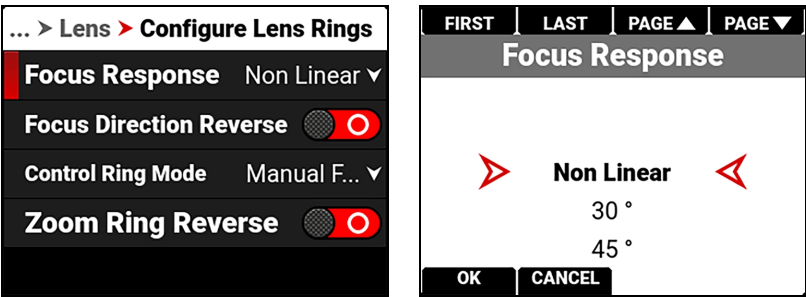 ... > Lens > Configure Lens Rings
Focus Response Non Linear
Focus Direction Reverse
Control Ring Mode Manual F...
Zoom Ring Reverse
FIRST LAST PAGE▲ PAGE▼
Focus Response
Non Linear
30 °
45 °
OK CANCEL